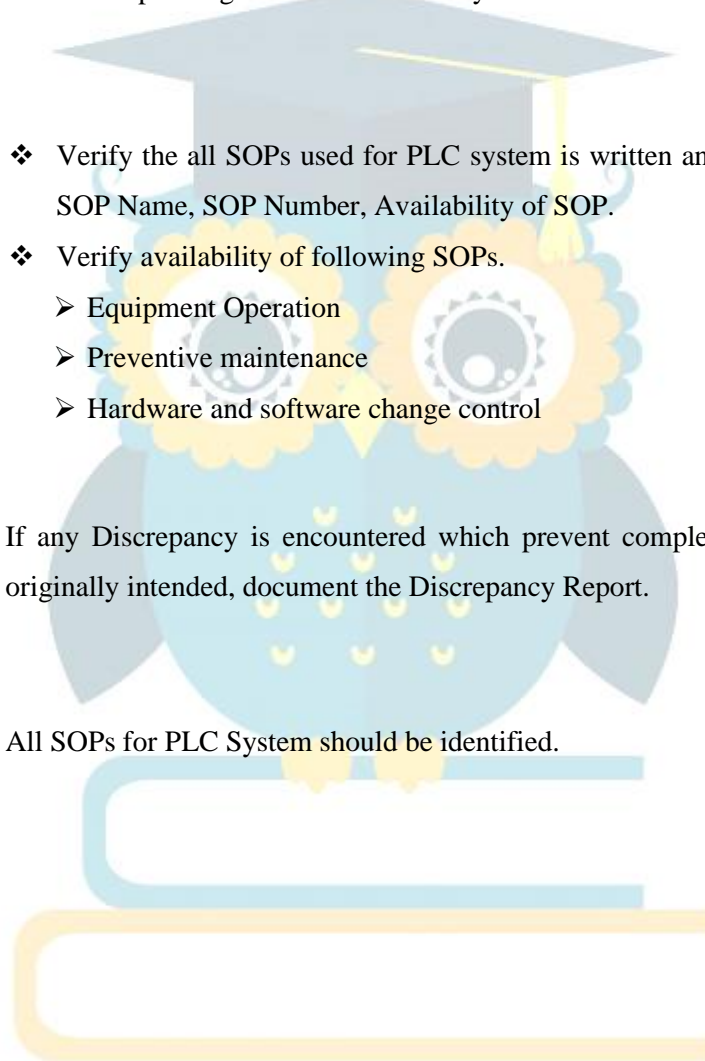 ❖ Verify the all SOPs used for PLC system is written an
SOP Name, SOP Number, Availability of SOP.
❖ Verify availability of following SOPs.
➢ Equipment Operation
➢ Preventive maintenance
➢ Hardware and software change control
If any Discrepancy is encountered which prevent comple
originally intended, document the Discrepancy Report.
All SOPs for PLC System should be identified.